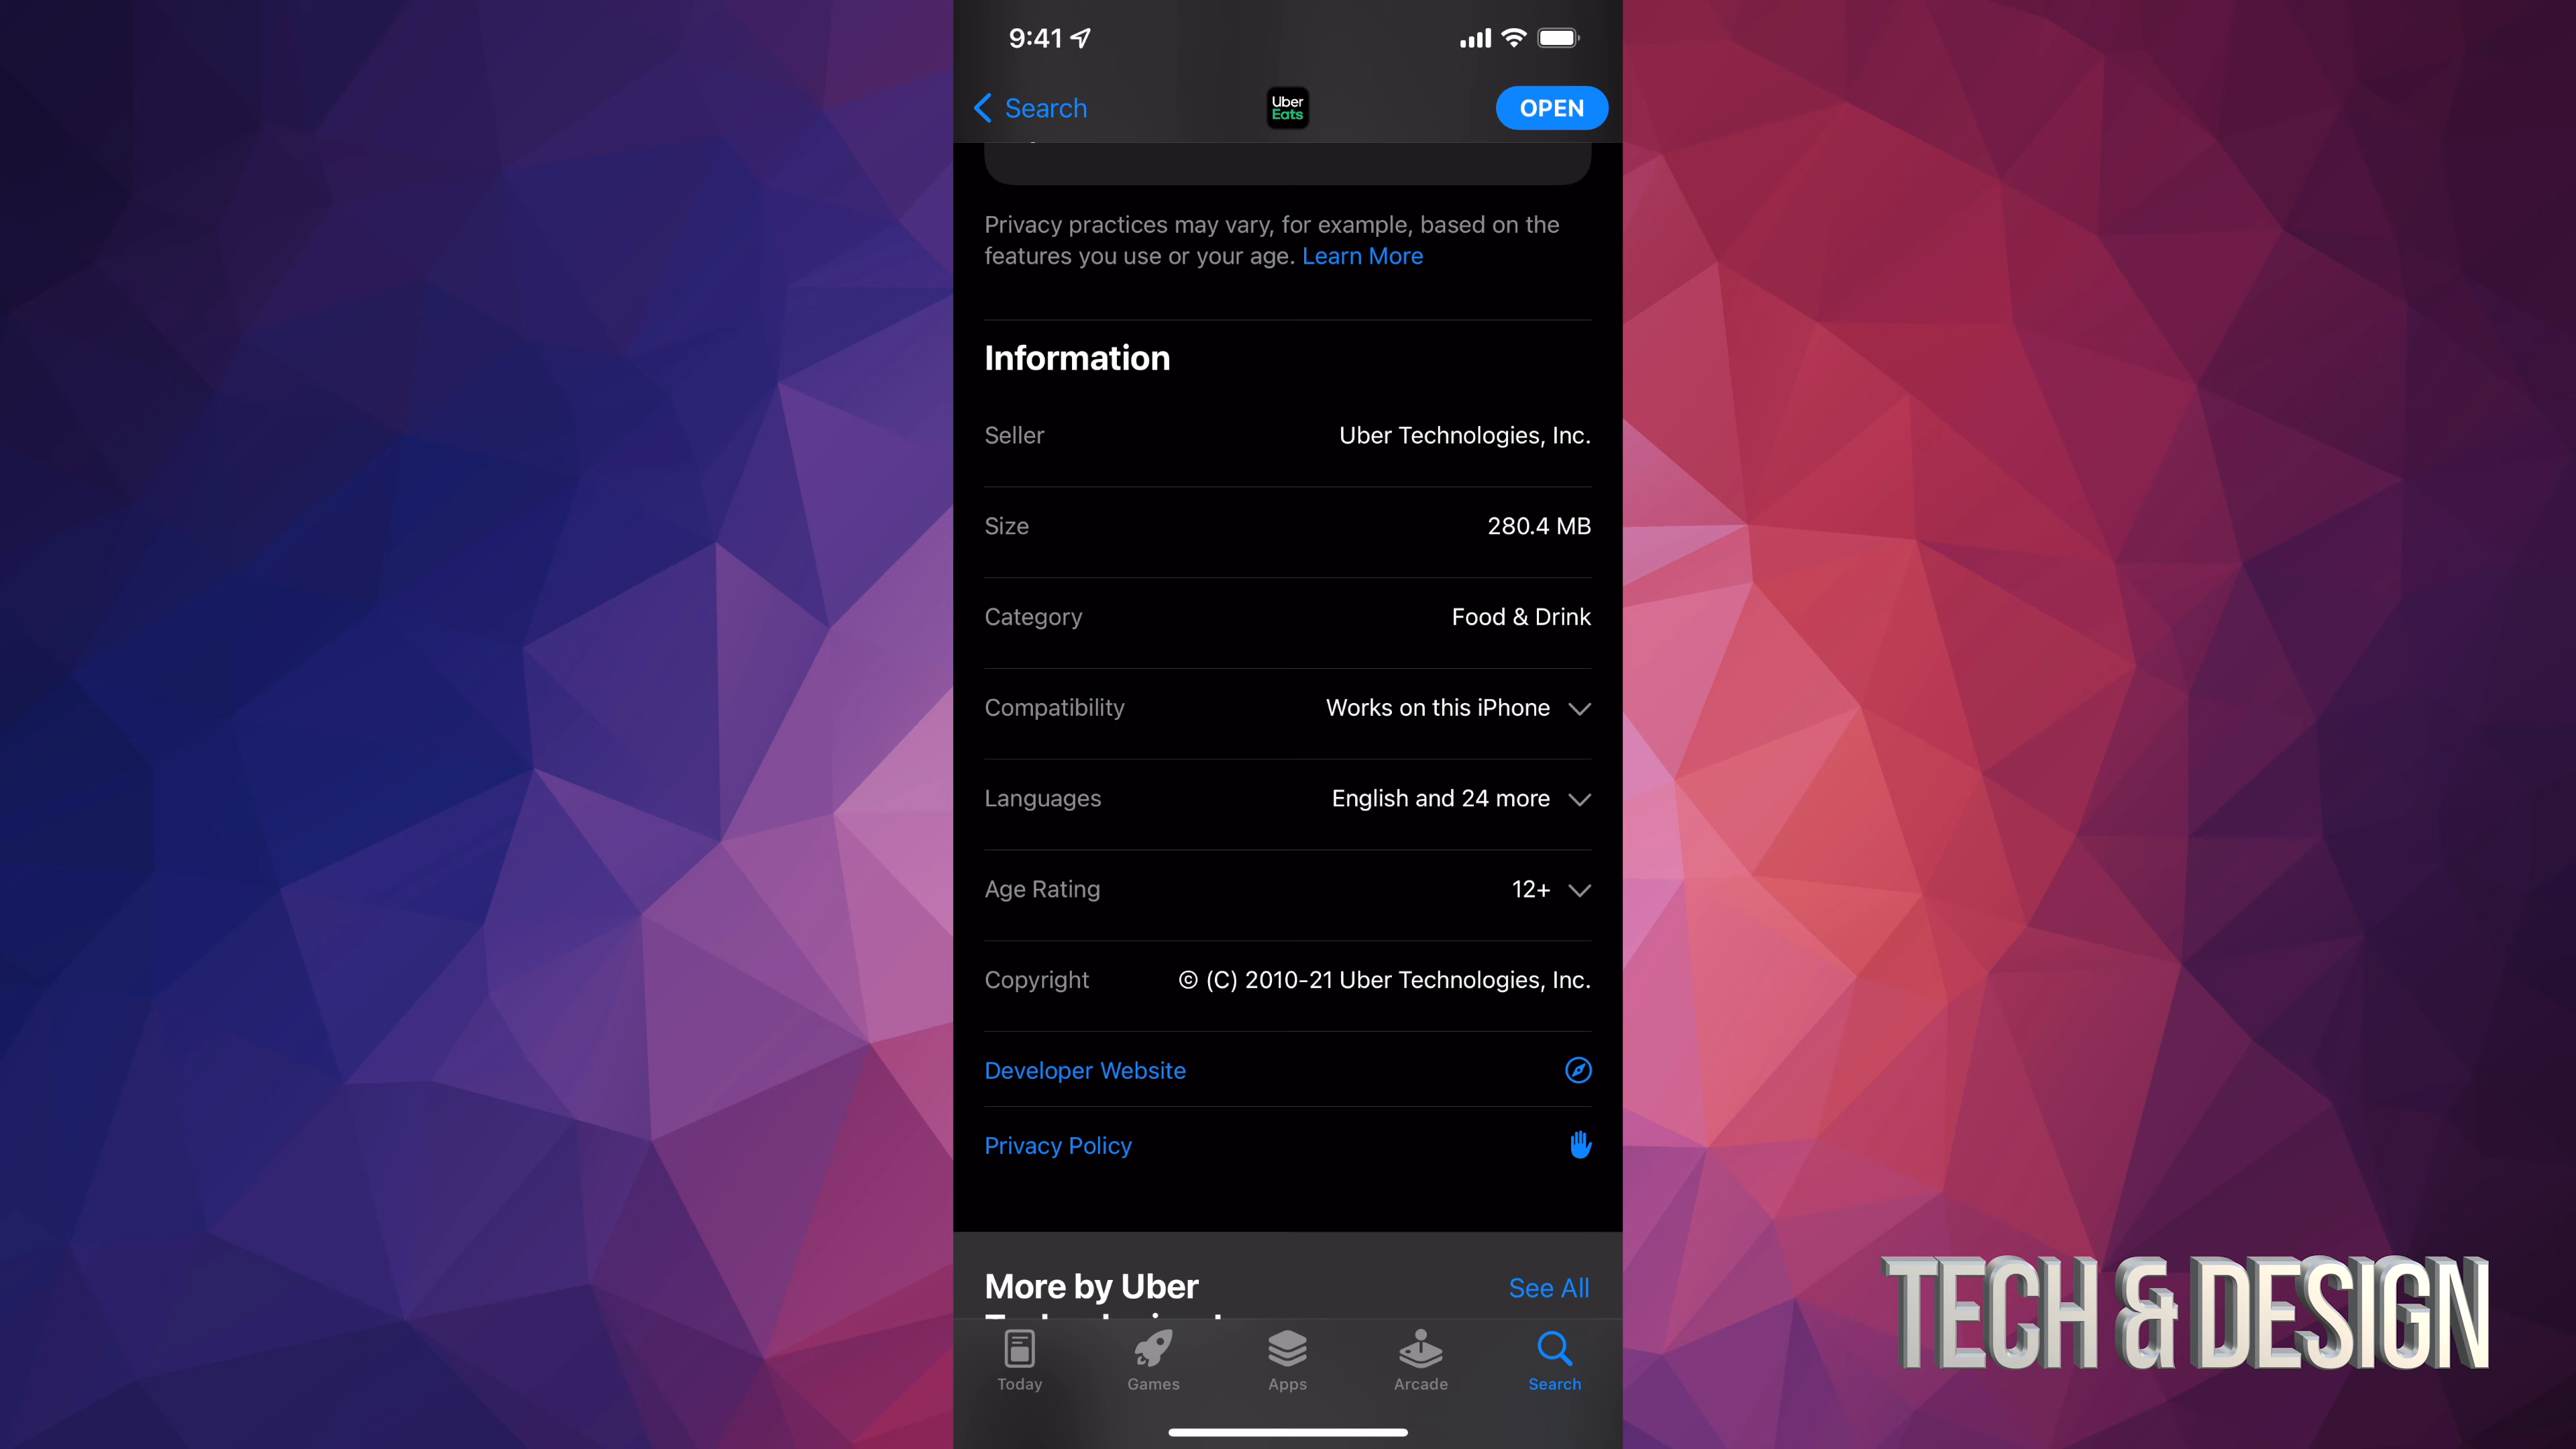 9:41
Search
Uber
Eats
OPEN
Privacy practices may vary, for example, based on the
features you use or your age. Learn More
Information
Seller
Uber Technologies, Inc.
Size
280.4 MB
Category
Food & Drink
Compatibility
Works on this iPhone
Languages
English and 24 more
Age Rating
12+
Copyright
© (C) 2010-21 Uber Technologies, Inc.
Developer Website
Privacy Policy
More by Uber
See All
Today
Games
Apps
Arcade
Search
TECH & DESIGN